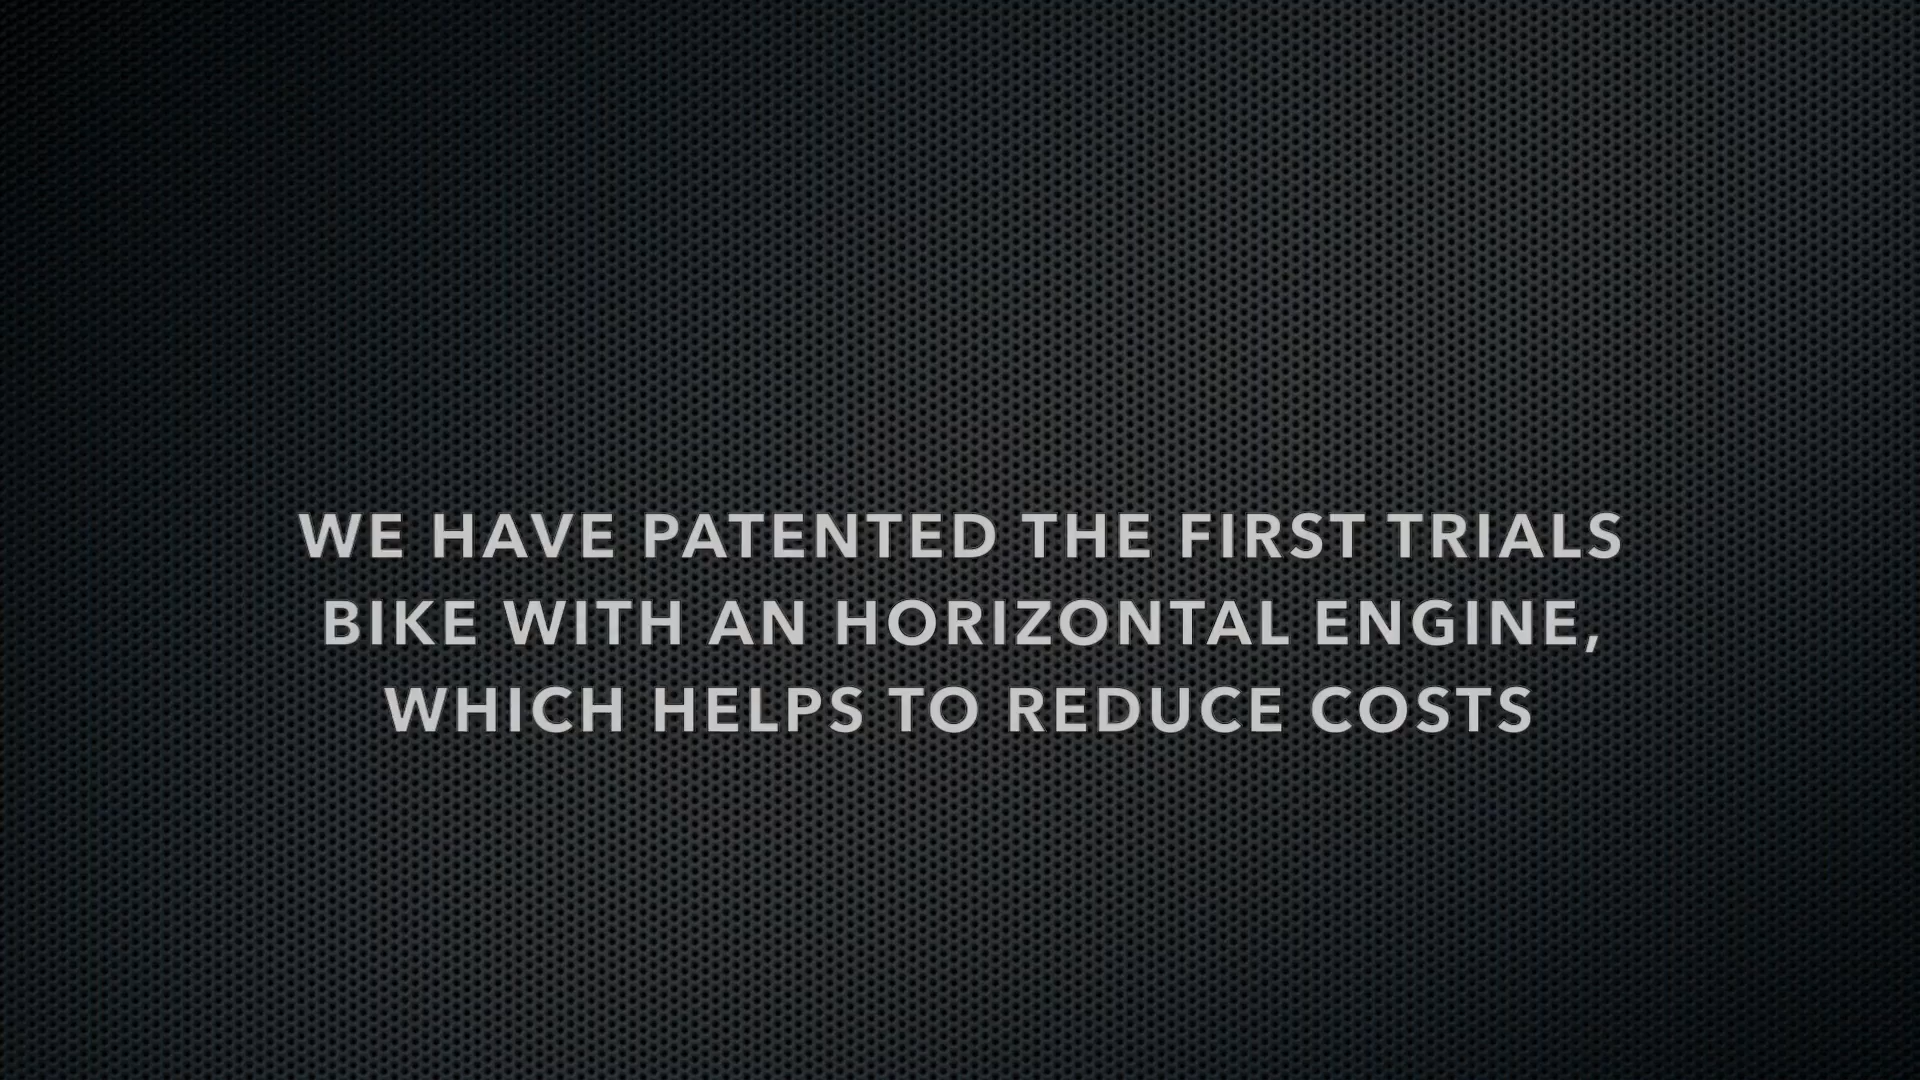 WE HAVE PATENTED THE FIRST TRIALS
BIKE WITH AN HORIZONTAL ENGINE,
WHICH HELPS TO REDUCE COSTS